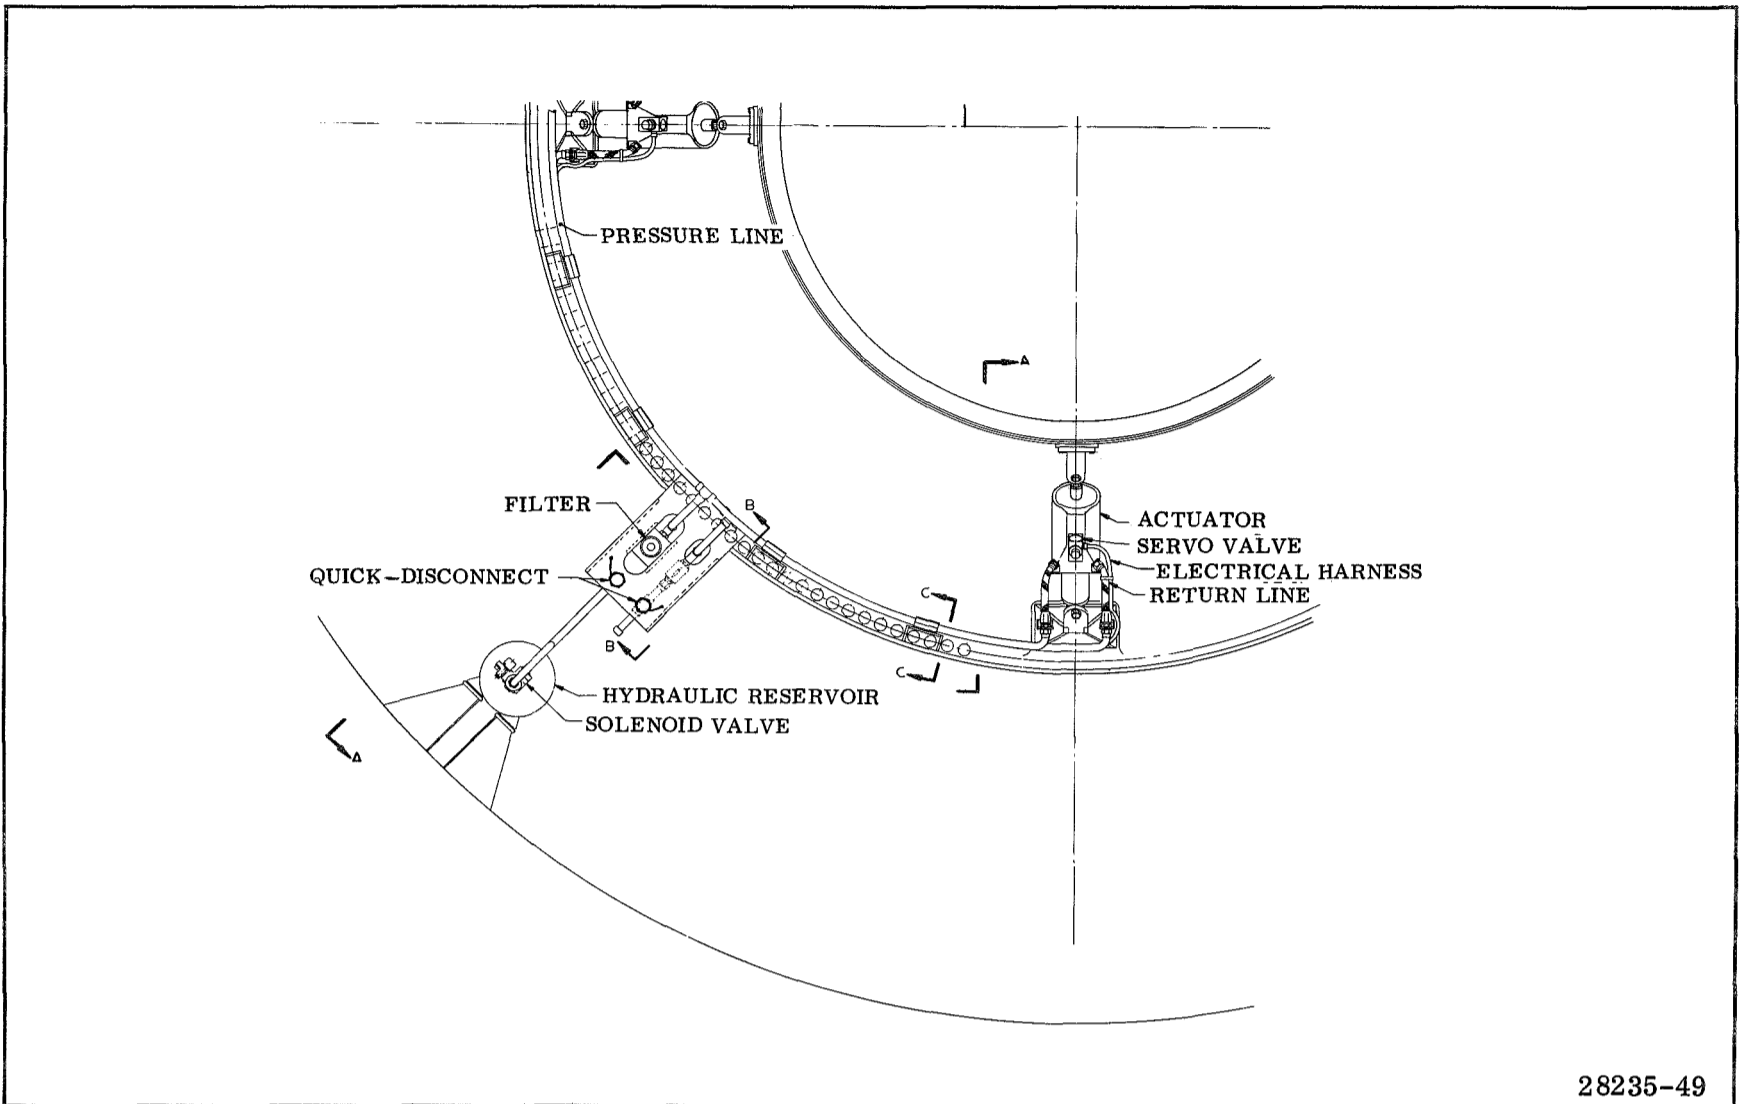 PRESSURE LINE
A
FILTER
B
ACTUATOR
SERVO VALVE
ELECTRICAL HARNESS
RETURN LINE
QUICK-DISCONNECT
C
B
C
HYDRAULIC RESERVOIR
SOLENOID VALVE
A
28235-49